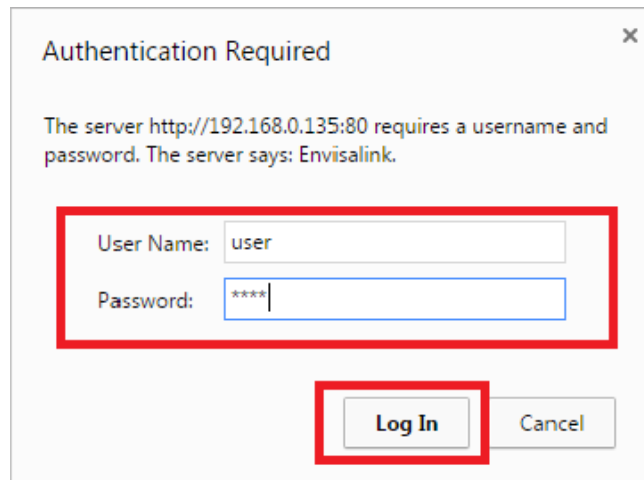 Authentication Required
The server http://192.168.0.135:80 requires a username and
password. The server says: Envisalink.
User Name: user
Password: ****
Log In Cancel